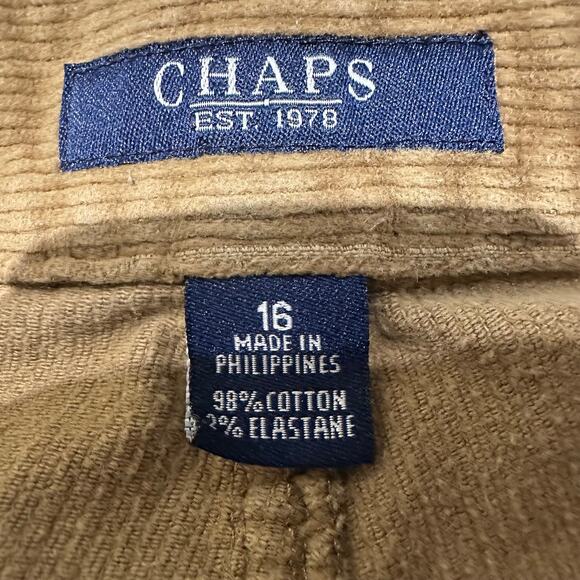 CHAPS
EST. 1978
16
MADE IN
PHILIPPINES
98% COTTON
2% ELASTANE